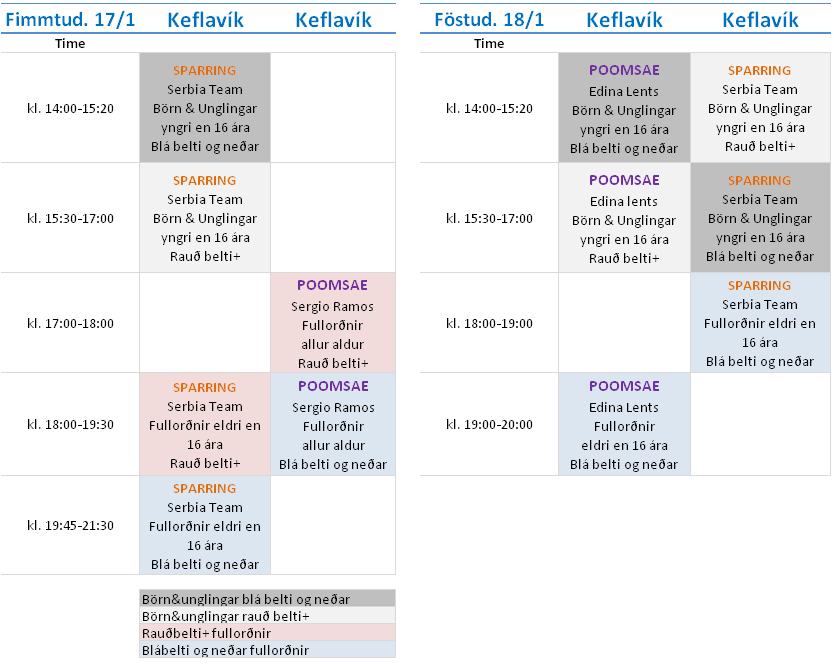 Fimmtud. 17/1 Keflavík Keflavík
Time
kl. 14:00-15:20
SPARRING
Serbia Team
Börn & Unglingar
yngri en 16 ára
Blá belti og neðar
kl. 15:30-17:00
SPARRING
Serbia Team
Börn & Unglingar
yngri en 16 ára
Rauð belti+
kl. 17:00-18:00
POOMSAE
Sergio Ramos
Fullorðnir
allur aldur
Rauð belti+
kl. 18:00-19:30
SPARRING
Serbia Team
Fullorðnir eldri en
16 ára
Rauð belti+
POOMSAE
Sergio Ramos
Fullorðnir
allur aldur
Blá belti og neðar
kl. 19:45-21:30
SPARRING
Serbia Team
Fullorðnir eldri en
16 ára
Blá belti og neðar
Föstud. 18/1 Keflavík Keflavík
Time
kl. 14:00-15:20
POOMSAE
Edina Lents
Börn & Unglingar
yngri en 16 ára
Blá belti og neðar
SPARRING
Serbia Team
Börn & Unglingar
yngri en 16 ára
Rauð belti+
kl. 15:30-17:00
POOMSAE
Edina lents
Börn & Unglingar
yngri en 16 ára
Rauð belti+
SPARRING
Serbia Team
Börn & Unglingar
yngri en 16 ára
Blá belti og neðar
kl. 18:00-19:00
SPARRING
Serbia Team
Fullorðnir eldri en
16 ára
Blá belti og neðar
kl. 19:00-20:00
POOMSAE
Edina Lents
Fullorðnir
eldri en 16 ára
Blá belti og neðar
Börn&unglingar blá belti og neðar
Börn&unglingar rauð belti+
Rauðbelti+ fullorðnir
Blábelti og neðar fullorðnir